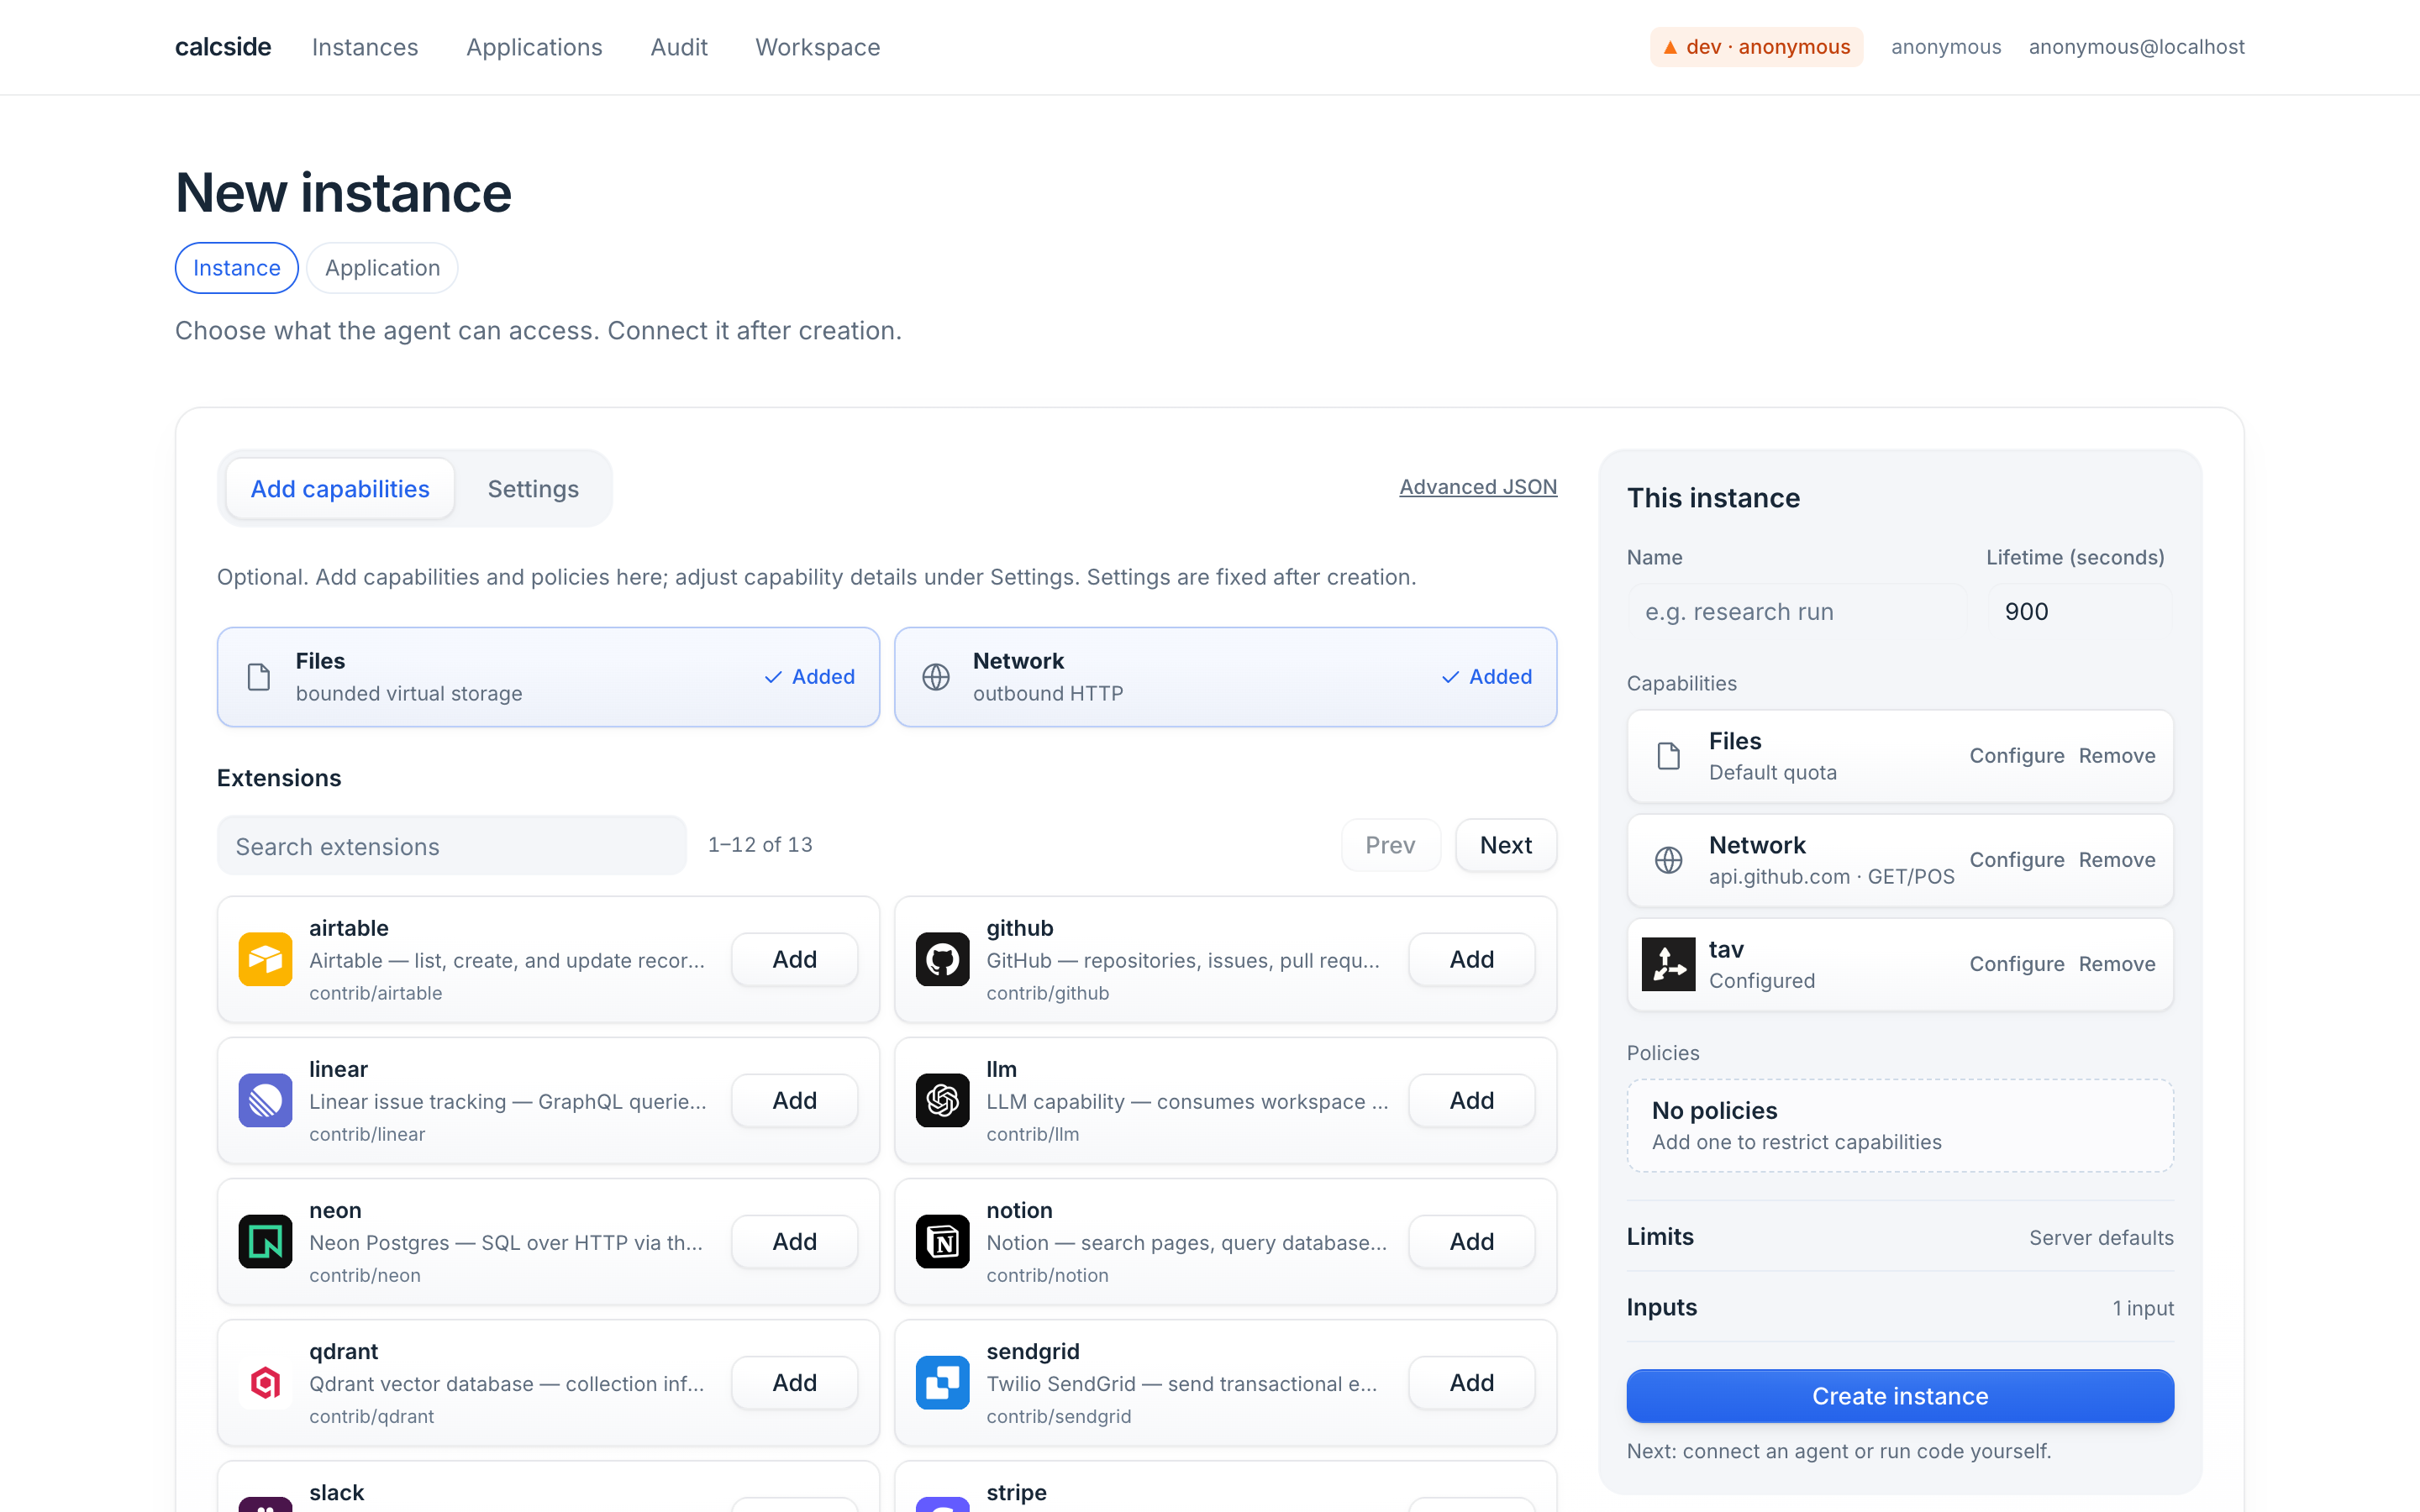 calcside Instances Applications Audit Workspace
▲ dev · anonymous anonymous anonymous@localhost
New instance
Instance Application
Choose what the agent can access. Connect it after creation.
Add capabilities Settings
Advanced JSON
Optional. Add capabilities and policies here; adjust capability details under Settings. Settings are fixed after creation.
Files
bounded virtual storage
Added
Network
outbound HTTP
Added
Extensions
Search extensions
1–12 of 13
Prev Next
airtable
Airtable — list, create, and update recor...
contrib/airtable
Add
github
GitHub — repositories, issues, pull requ...
contrib/github
Add
linear
Linear issue tracking — GraphQL querie...
contrib/linear
Add
llm
LLM capability — consumes workspace ...
contrib/llm
Add
neon
Neon Postgres — SQL over HTTP via th...
contrib/neon
Add
notion
Notion — search pages, query database...
contrib/notion
Add
qdrant
Qdrant vector database — collection inf...
contrib/qdrant
Add
sendgrid
Twilio SendGrid — send transactional e...
contrib/sendgrid
Add
slack
stripe
This instance
Name
e.g. research run
Lifetime (seconds)
900
Capabilities
Files
Default quota
Configure Remove
Network
api.github.com · GET/POS
Configure Remove
tav
Configured
Configure Remove
Policies
No policies
Add one to restrict capabilities
Limits Server defaults
Inputs 1 input
Create instance
Next: connect an agent or run code yourself.